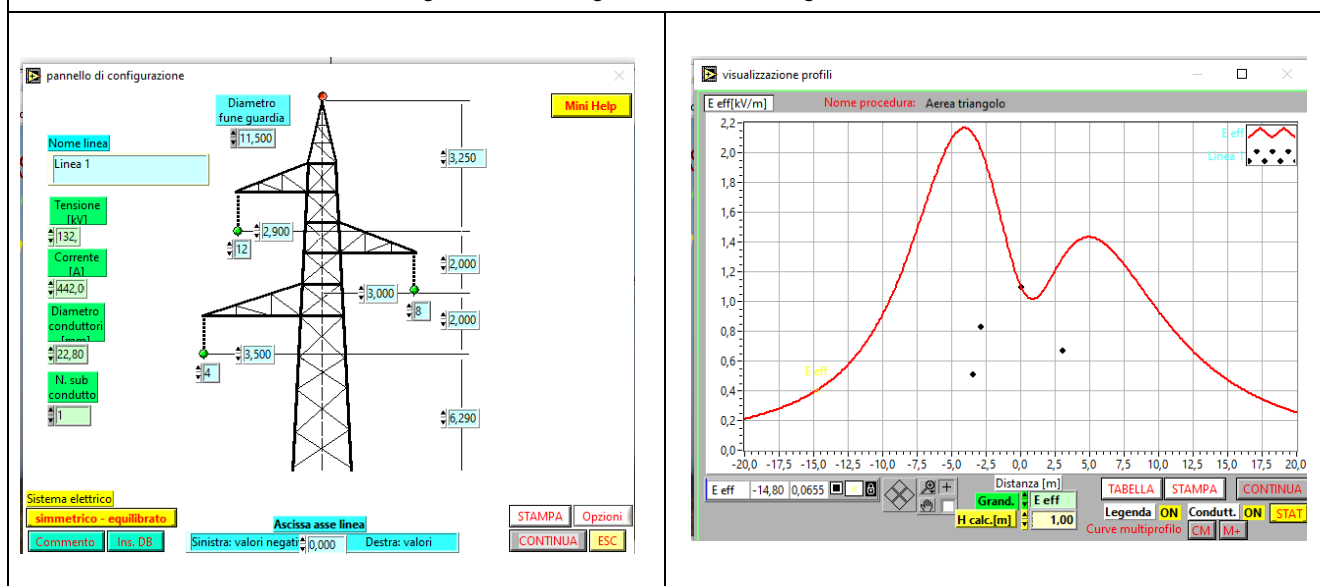 pannello di configurazione
Mini Help
Diametro
fune guardia
11,500
Nome linea
Linea 1
3,250
Tensione
[kV]
132,
2,900
12
Corrente
[A]
442,0
2,000
3,000
8
Diametro
conduttori
[mm]
22,80
2,000
3,500
4
N. sub
condutto
1
6,290
Sistema elettrico
simmetrico - equilibrato
Commento
Ins. DB
Ascissa asse linea
Sinistra: valori negati
0,000
Destra: valori
STAMPA
Opzioni
CONTINUA
ESC
visualizzazione profili
E eff[kV/m]
Nome procedura: Aerea triangolo
E eff
Linea 1
2,2
2,0
1,8
1,6
1,4
1,2
1,0
0,8
0,6
0,4
0,2
0,0
E eff
-20,0 -17,5 -15,0 -12,5 -10,0 -7,5 -5,0 -2,5 0,0 2,5 5,0 7,5 10,0 12,5 15,0 17,5 20,0
Distanza [m]
E eff -14,80 0,0655
Grand. E eff
H calc.[m] 1,00
TABELLA STAMPA CONTINUA
Legenda ON Condutt. ON STAT
Curve multiprofilo CM M+